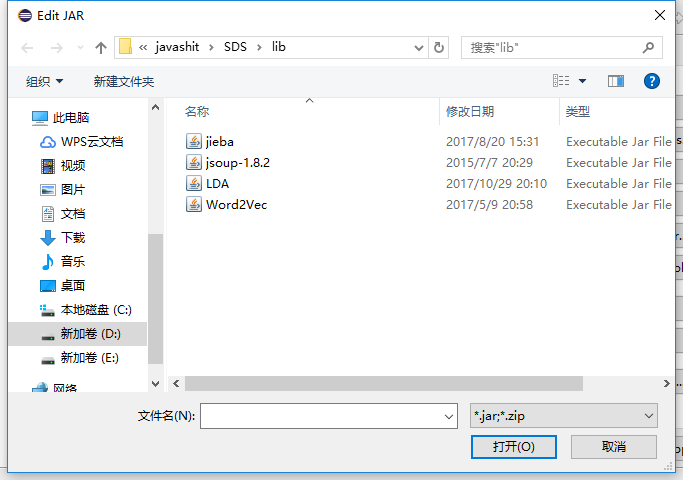 Edit JAR
« javashit › SDS › lib
搜索"lib"
组织
新建文件夹
名称 修改日期 类型
jieba 2017/8/20 15:31 Executable Jar File
jsoup-1.8.2 2015/7/7 20:29 Executable Jar File
LDA 2017/10/29 20:10 Executable Jar File
Word2Vec 2017/5/9 20:58 Executable Jar File
此电脑
WPS云文档
视频
图片
文档
下载
音乐
桌面
本地磁盘 (C:)
新加卷 (D:)
新加卷 (E:)
网络
文件名(N):
*.jar;*.zip
打开(O)
取消